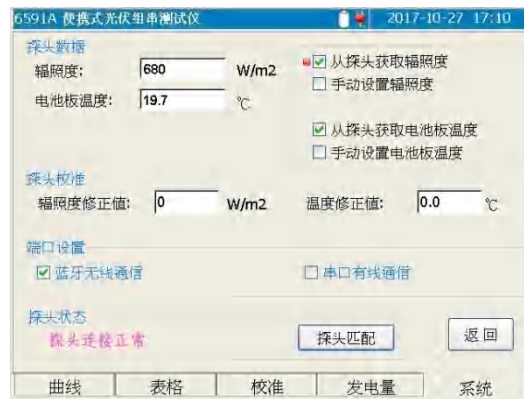 6591A 便携式光伏组串测试仪 2017-10-27 17:10
探头数据
辐照度: 680 W/m2 从探头获取辐照度
手动设置辐照度
电池板温度: 19.7 ℃
从探头获取电池板温度
手动设置电池板温度
探头校准
辐照度修正值: 0 W/m2 温度修正值: 0.0 ℃
端口设置
蓝牙无线通信 串口有线通信
探头状态
探头连接正常 探头匹配 返回
曲线 表格 校准 发电量 系统